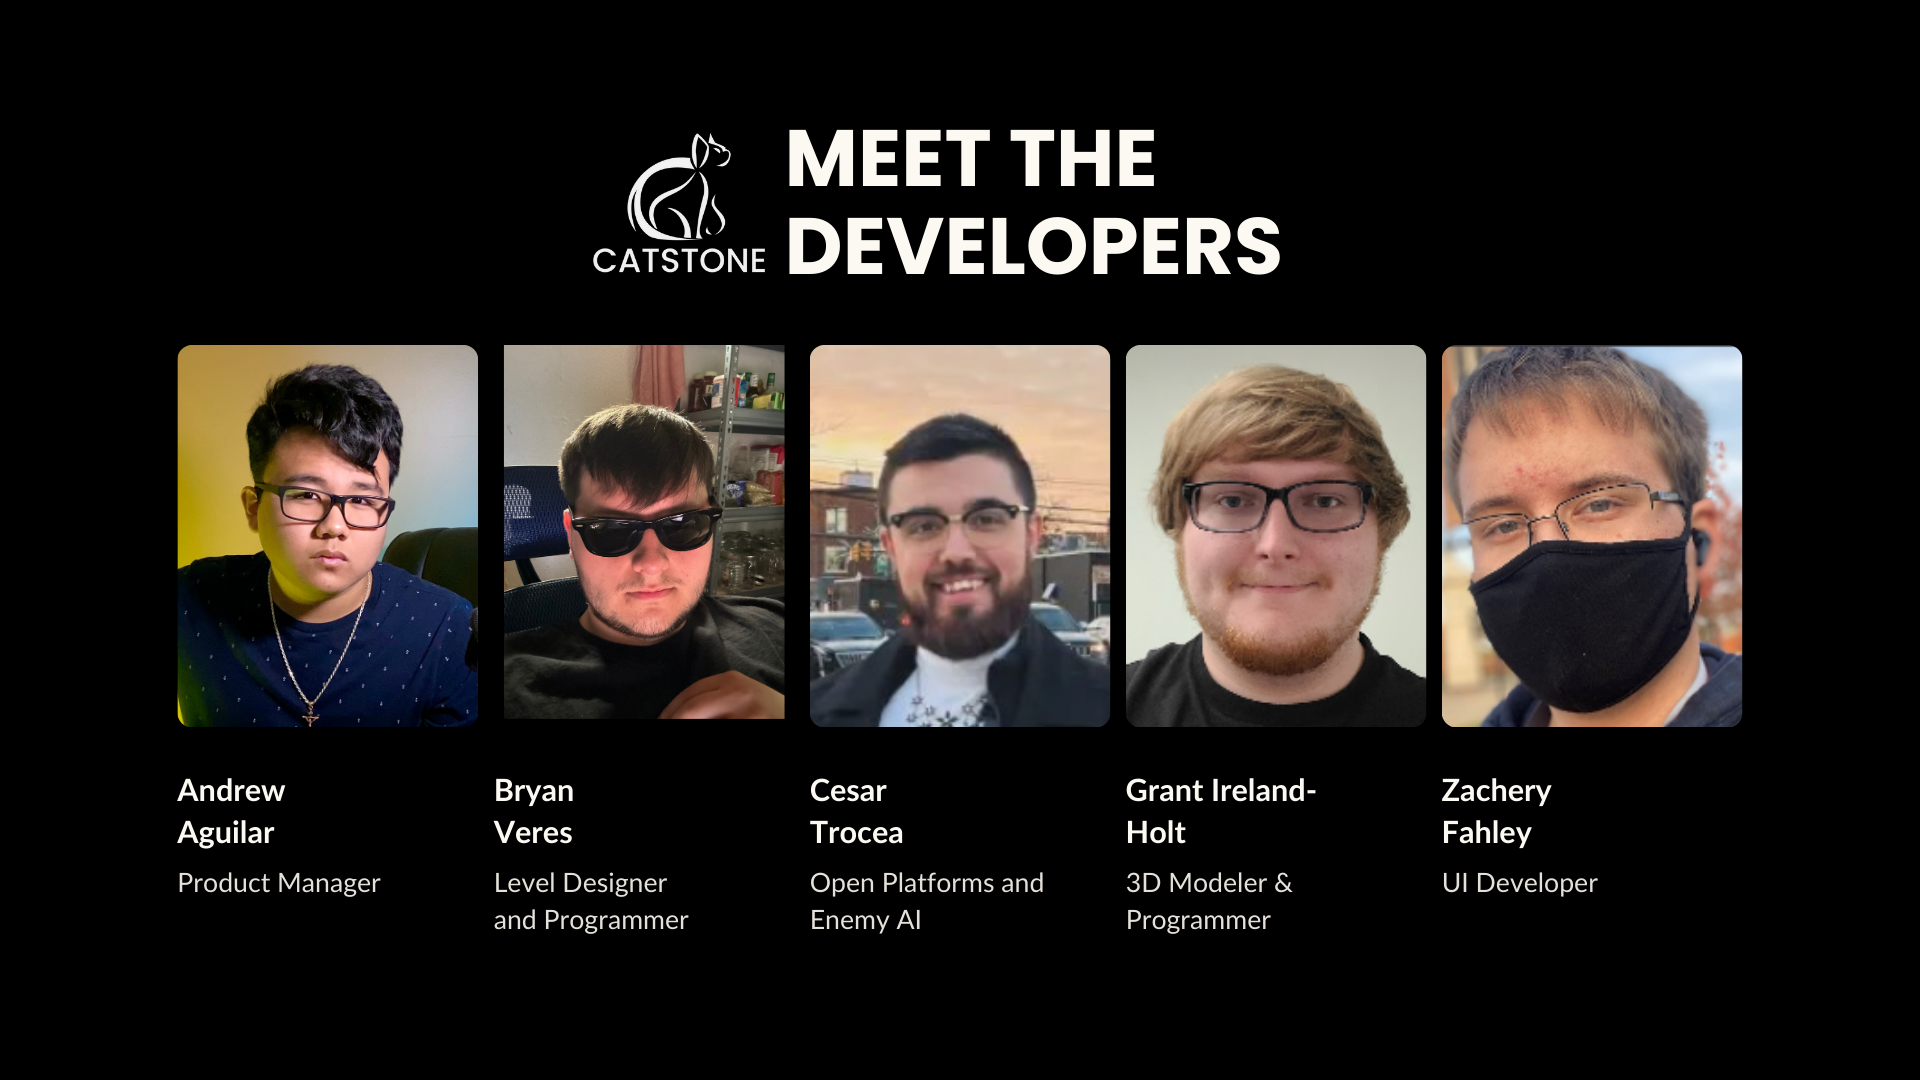 MEET THE
DEVELOPERS
CATSTONE
Andrew
Aguilar
Product Manager
Bryan
Veres
Level Designer
and Programmer
Cesar
Trocea
Open Platforms and
Enemy AI
Grant Ireland-
Holt
3D Modeler &
Programmer
Zachery
Fahley
UI Developer